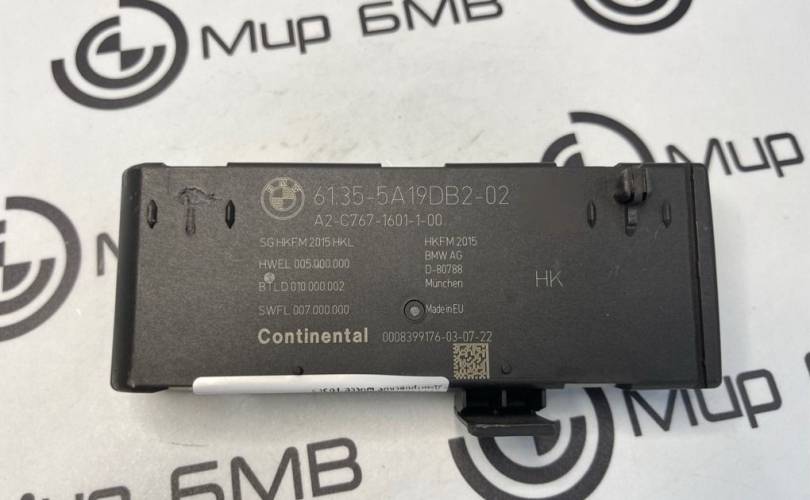 Мир БМВ
61.35-5A19DB2-02
A2-C767-1601-1-00
SG HKFM 2015 HKL
HWEL 005.000.000
BTLD 010.000.002
SWFL 007.000.000
HKFM 2015
BMW AG
D-80788
München
Made in EU
HK
Continental 0008399176-03-07-22
Мир
Мир БМВ
Мир БМВ